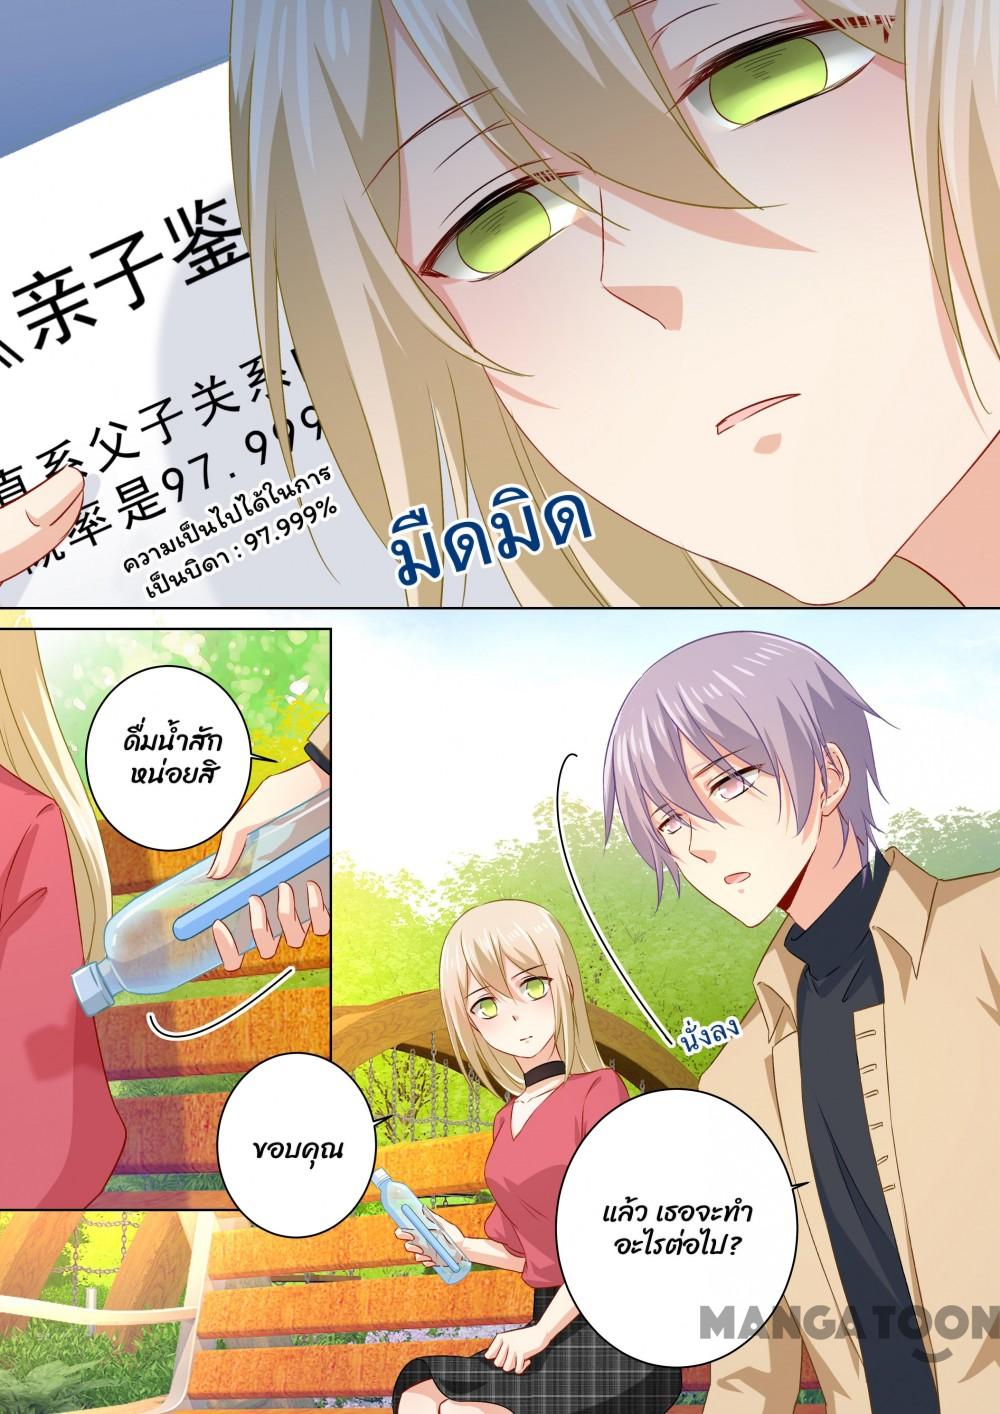 《亲子鉴
直系父子关系
概率是97.999
ความเป็นไปได้ในการ
เป็นบิดา : 97.999%
มืดมิด
ดื่มน้ำสัก
หน่อยสิ
นั่งลง
ขอบคุณ
แล้ว เธอจะทำ
อะไรต่อไป?
MANGATOON